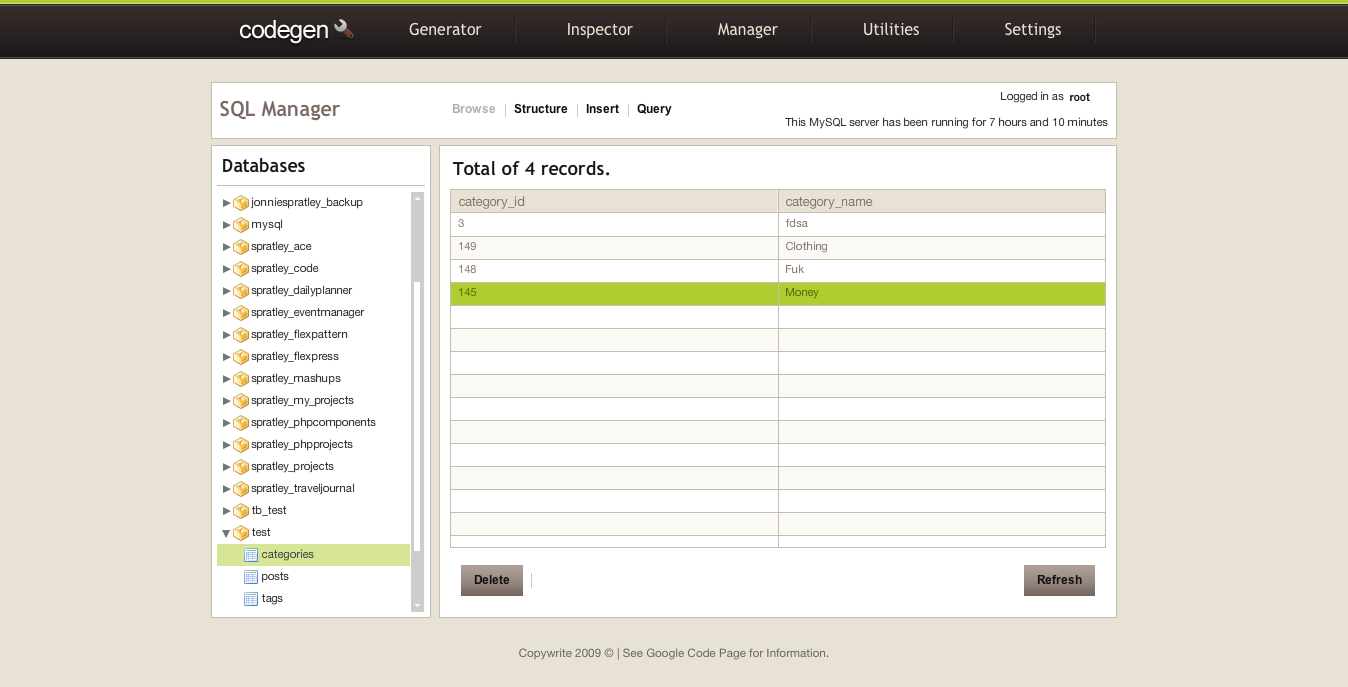 codegen Generator Inspector Manager Utilities Settings
SQL Manager Browse Structure Insert Query
Logged in as root
This MySQL server has been running for 7 hours and 10 minutes
Databases
jonniespratley_backup
mysql
spratley_ace
spratley_code
spratley_dailyplanner
spratley_eventmanager
spratley_flexpattern
spratley_flexpress
spratley_mashups
spratley_my_projects
spratley_phpcomponents
spratley_phpprojects
spratley_projects
spratley_traveljournal
tb_test
test
categories
posts
tags
Total of 4 records.
category_id category_name
3 fdsa
149 Clothing
148 Fuk
145 Money
Delete Refresh
Copywrite 2009 © | See Google Code Page for Information.